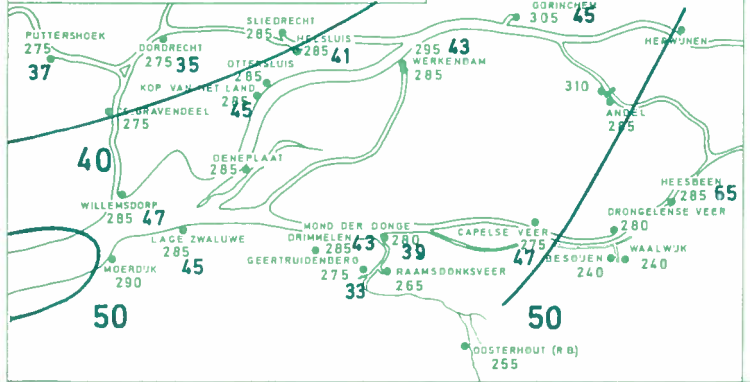 GORINCHEM
305 45
SLIEDRECHT
285
HELSLUIS
285 41
PUTTERSHOEK
275
37
DORDRECHT
275 35
295 43
WERKENDAM
285
HERWIJNEN
OTTERSLUIS
285
KOP VAN HET LAND
285
45
310
ANDEL
285
'S GRAVENDEEL
275
40
DENEPLAAT
285
HEESBEEN
285 65
WILLEMSDORP
285 47
DRONGELENSE VEER
280
MOND DER DONGE
280
39
CAPELSE VEER
275
47
LAGE ZWALUWE
285
45
DRIMMELEN
285 43
WAALWIJK
240
BESOIJEN
240
GEERTRUIDENBERG
275
33
MOERDIJK
290
RAAMSDONKSVEER
265
50
50
OOSTERHOUT (R.B.)
255